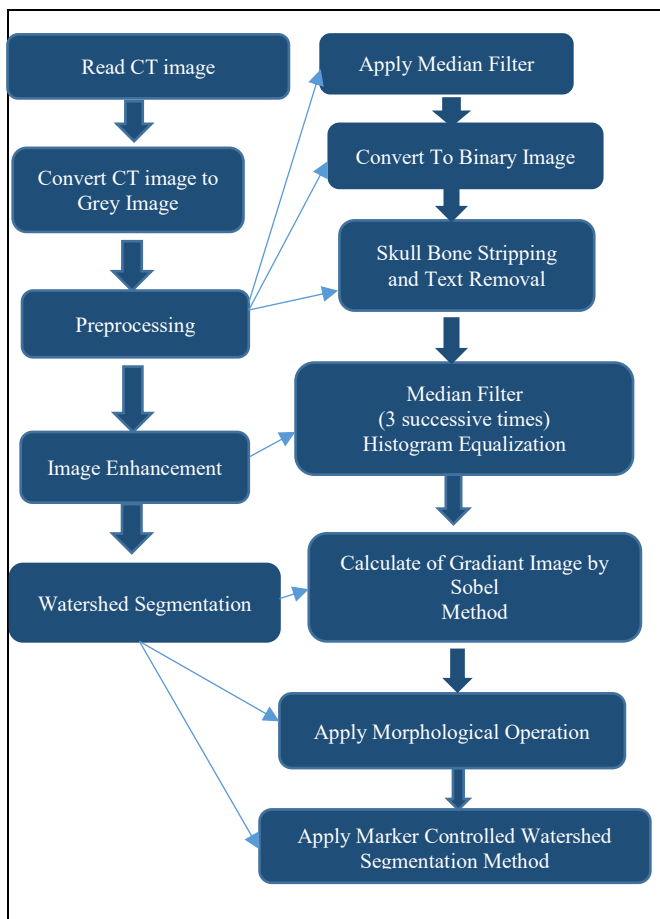 Read CT image
Convert CT image to
Grey Image
Preprocessing
Image Enhancement
Watershed Segmentation
Apply Median Filter
Convert To Binary Image
Skull Bone Stripping
and Text Removal
Median Filter
(3 successive times)
Histogram Equalization
Calculate of Gradiant Image by
Sobel
Method
Apply Morphological Operation
Apply Marker Controlled Watershed
Segmentation Method